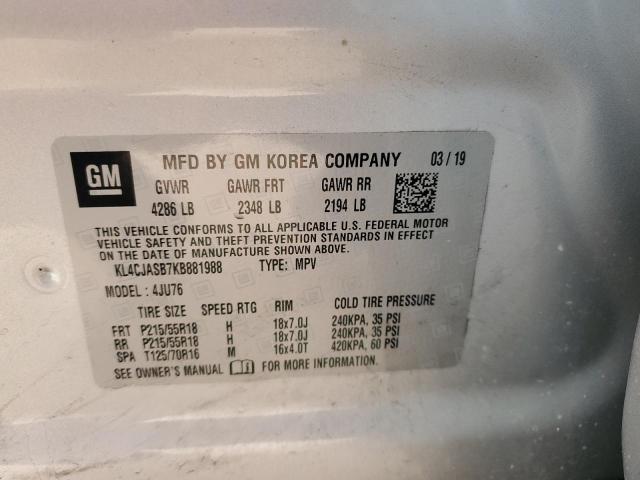 GM
MFD BY GM KOREA COMPANY 03 / 19
GVWR GAWR FRT GAWR RR
4286 LB 2348 LB 2194 LB
THIS VEHICLE CONFORMS TO ALL APPLICABLE U.S. FEDERAL MOTOR
VEHICLE SAFETY AND THEFT PREVENTION STANDARDS IN EFFECT
ON THE DATE OF MANUFACTURE SHOWN ABOVE.
KL4CJASB7KB881988 TYPE: MPV
MODEL : 4JU76
TIRE SIZE SPEED RTG RIM COLD TIRE PRESSURE
FRT P215/55R18 H 18x7.0J 240KPA, 35 PSI
RR P215/55R18 H 18x7.0J 240KPA, 35 PSI
SPA T125/70R16 M 16x4.0T 420KPA, 60 PSI
SEE OWNER'S MANUAL FOR MORE INFORMATION.